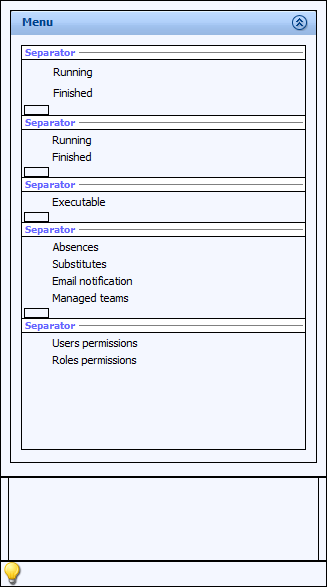 Menu
Separator
Running
Finished
Separator
Running
Finished
Separator
Executable
Separator
Absences
Substitutes
Email notification
Managed teams
Separator
Users permissions
Roles permissions